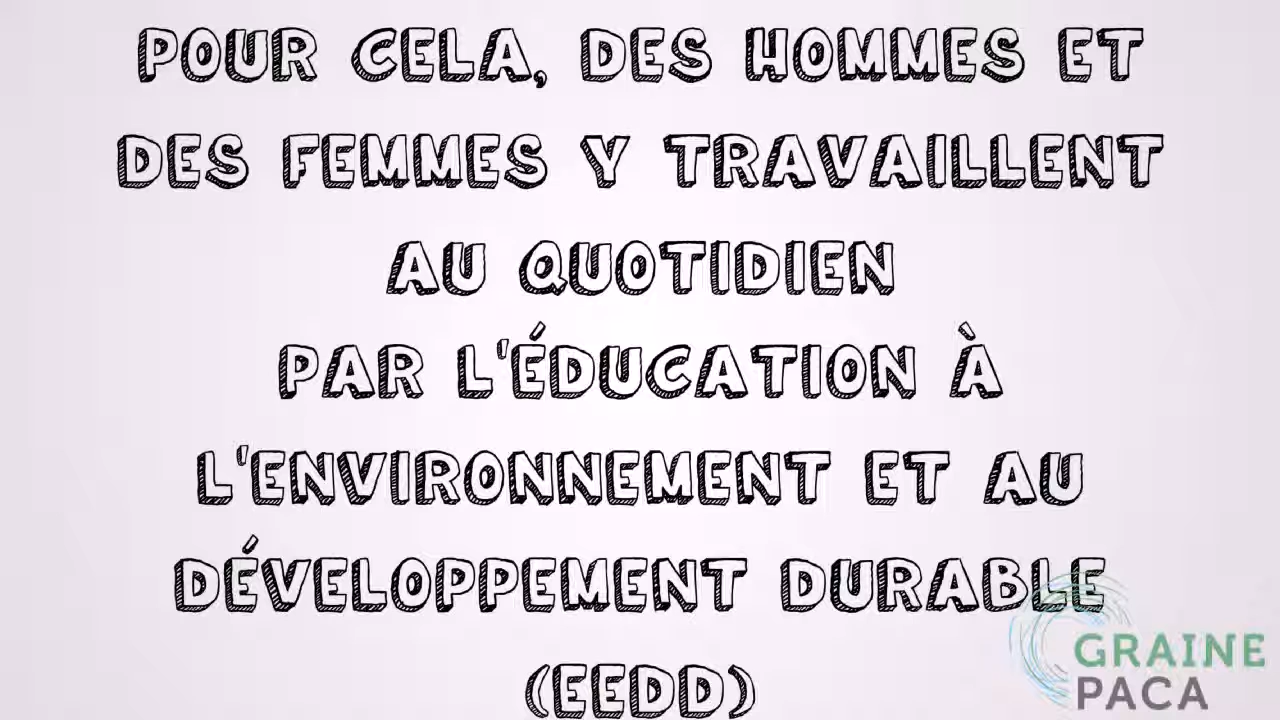 POUR CELA, DES HOMMES ET
DES FEMMES Y TRAVAILLENT
AU QUOTIDIEN
PAR L'ÉDUCATION À
L'ENVIRONNEMENT ET AU
DÉVELOPPEMENT DURABLE
(EEDD)
GRAINE
PACA